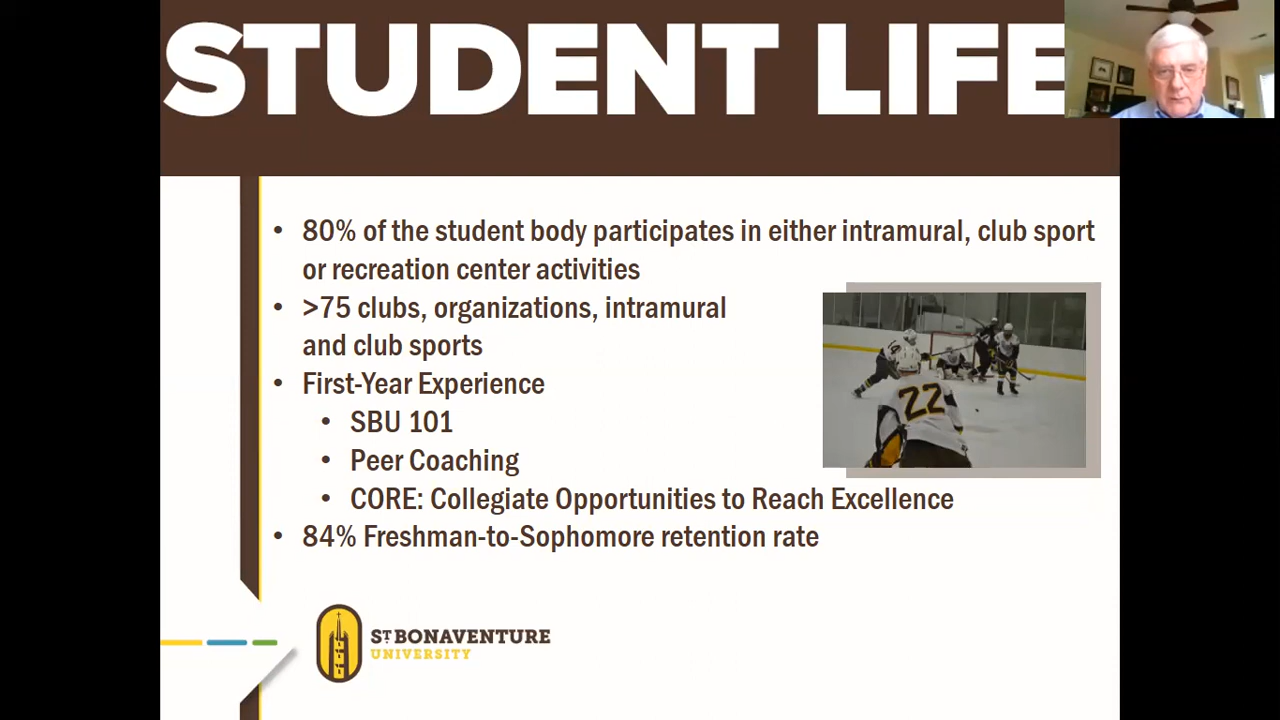 STUDENT LIFE
• 80% of the student body participates in either intramural, club sport
or recreation center activities
• >75 clubs, organizations, intramural
and club sports
• First-Year Experience
• SBU 101
• Peer Coaching
• CORE: Collegiate Opportunities to Reach Excellence
• 84% Freshman-to-Sophomore retention rate
22
ST BONAVENTURE
UNIVERSITY